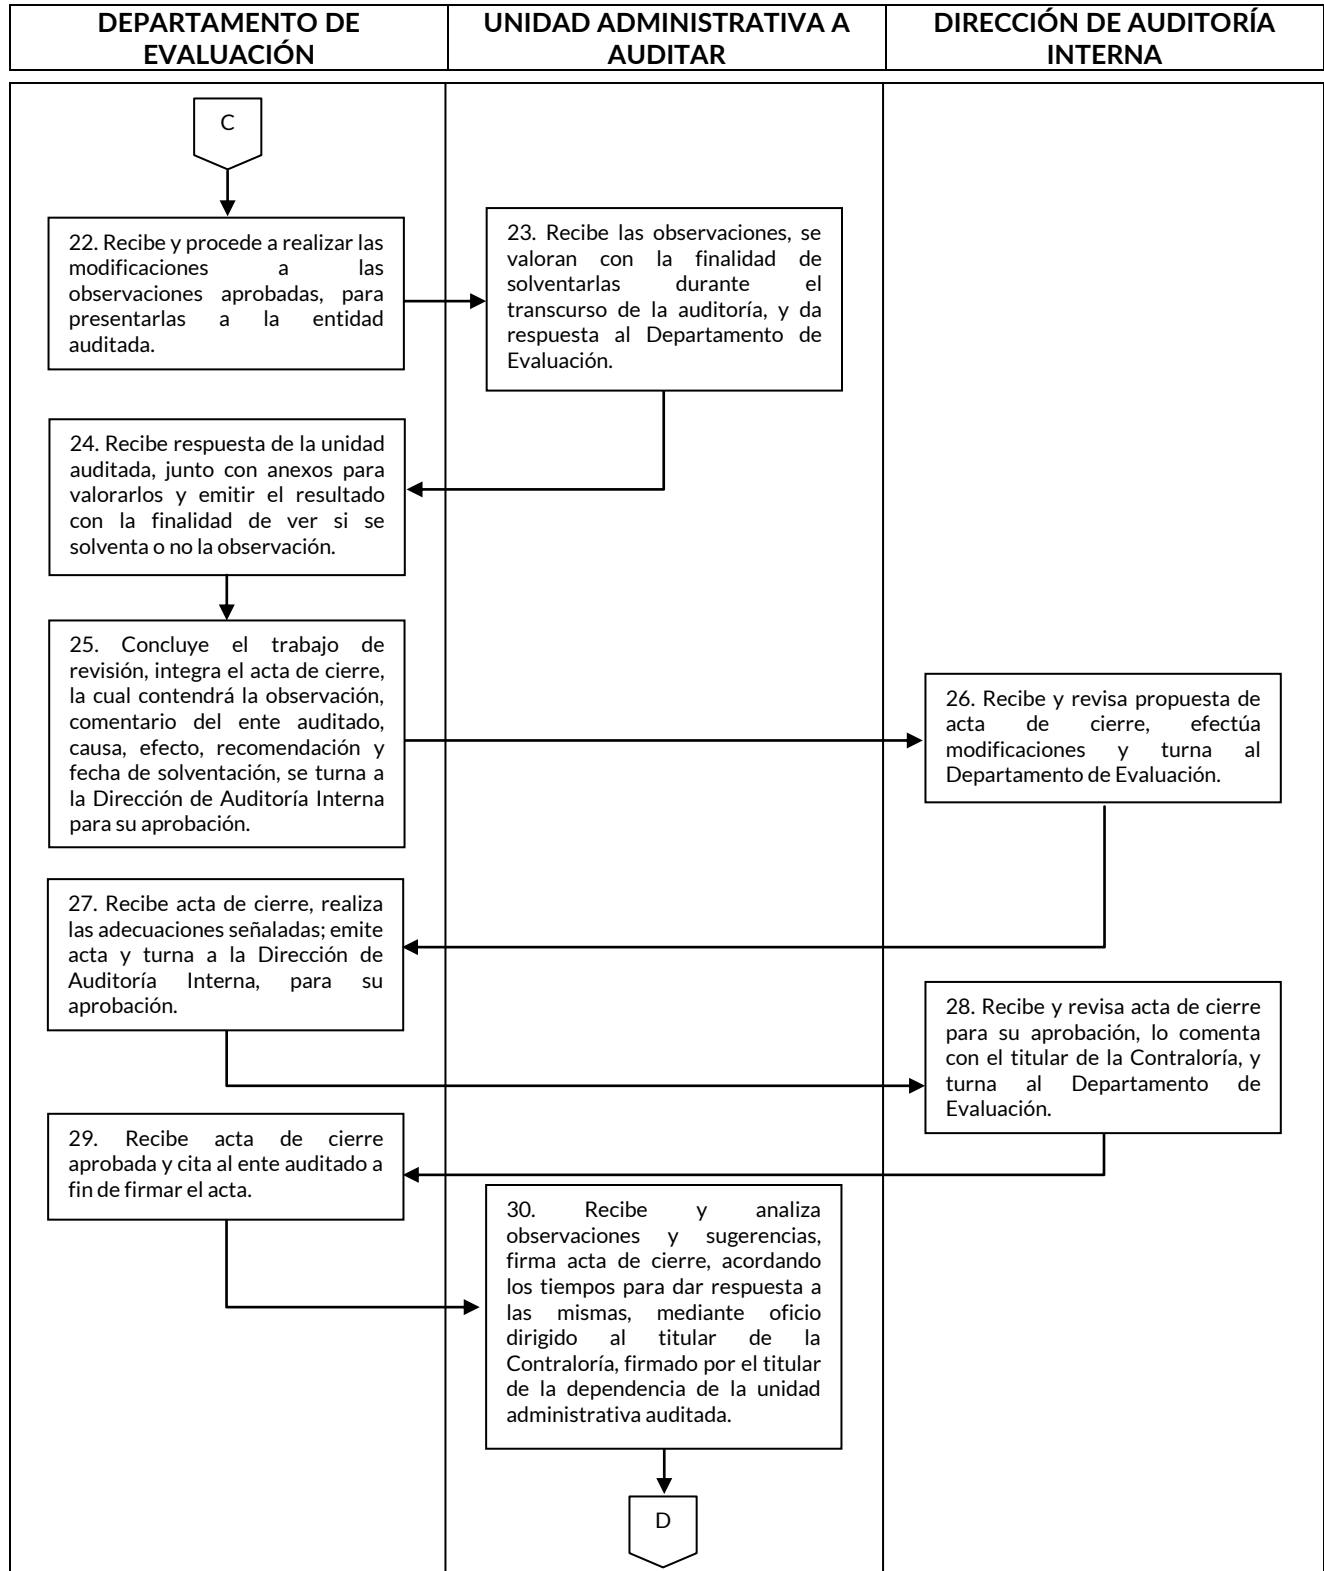 DEPARTAMENTO DE
EVALUACIÓN
UNIDAD ADMINISTRATIVA A
AUDITAR
DIRECCIÓN DE AUDITORÍA
INTERNA
C
22. Recibe y procede a realizar las
modificaciones a las
observaciones aprobadas, para
presentarlas a la entidad
auditada.
23. Recibe las observaciones, se
valoran con la finalidad de
solventarlas durante el
transcurso de la auditoría, y da
respuesta al Departamento de
Evaluación.
24. Recibe respuesta de la unidad
auditada, junto con anexos para
valorarlos y emitir el resultado
con la finalidad de ver si se
solventa o no la observación.
25. Concluye el trabajo de
revisión, integra el acta de cierre,
la cual contendrá la observación,
comentario del ente auditado,
causa, efecto, recomendación y
fecha de solventación, se turna a
la Dirección de Auditoría Interna
para su aprobación.
26. Recibe y revisa propuesta de
acta de cierre, efectúa
modificaciones y turna al
Departamento de Evaluación.
27. Recibe acta de cierre, realiza
las adecuaciones señaladas; emite
acta y turna a la Dirección de
Auditoría Interna, para su
aprobación.
28. Recibe y revisa acta de cierre
para su aprobación, lo comenta
con el titular de la Contraloría, y
turna al Departamento de
Evaluación.
29. Recibe acta de cierre
aprobada y cita al ente auditado a
fin de firmar el acta.
30. Recibe y analiza
observaciones y sugerencias,
firma acta de cierre, acordando
los tiempos para dar respuesta a
las mismas, mediante oficio
dirigido al titular de la
Contraloría, firmado por el titular
de la dependencia de la unidad
administrativa auditada.
D